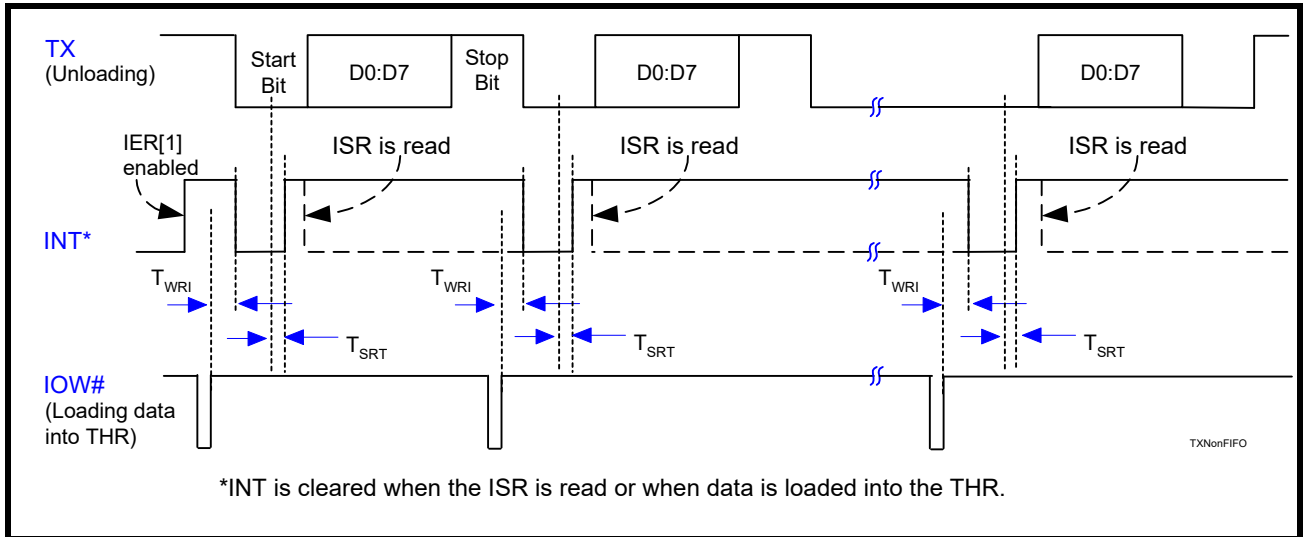 TX
(Unloading)
Start
Bit
D0:D7
Stop
Bit
D0:D7
D0:D7
IER[1]
enabled
ISR is read
ISR is read
ISR is read
INT*
TWRI
TWRI
TWRI
TSRT
TSRT
TSRT
IOW#
(Loading data
into THR)
TXNonFIFO
*INT is cleared when the ISR is read or when data is loaded into the THR.